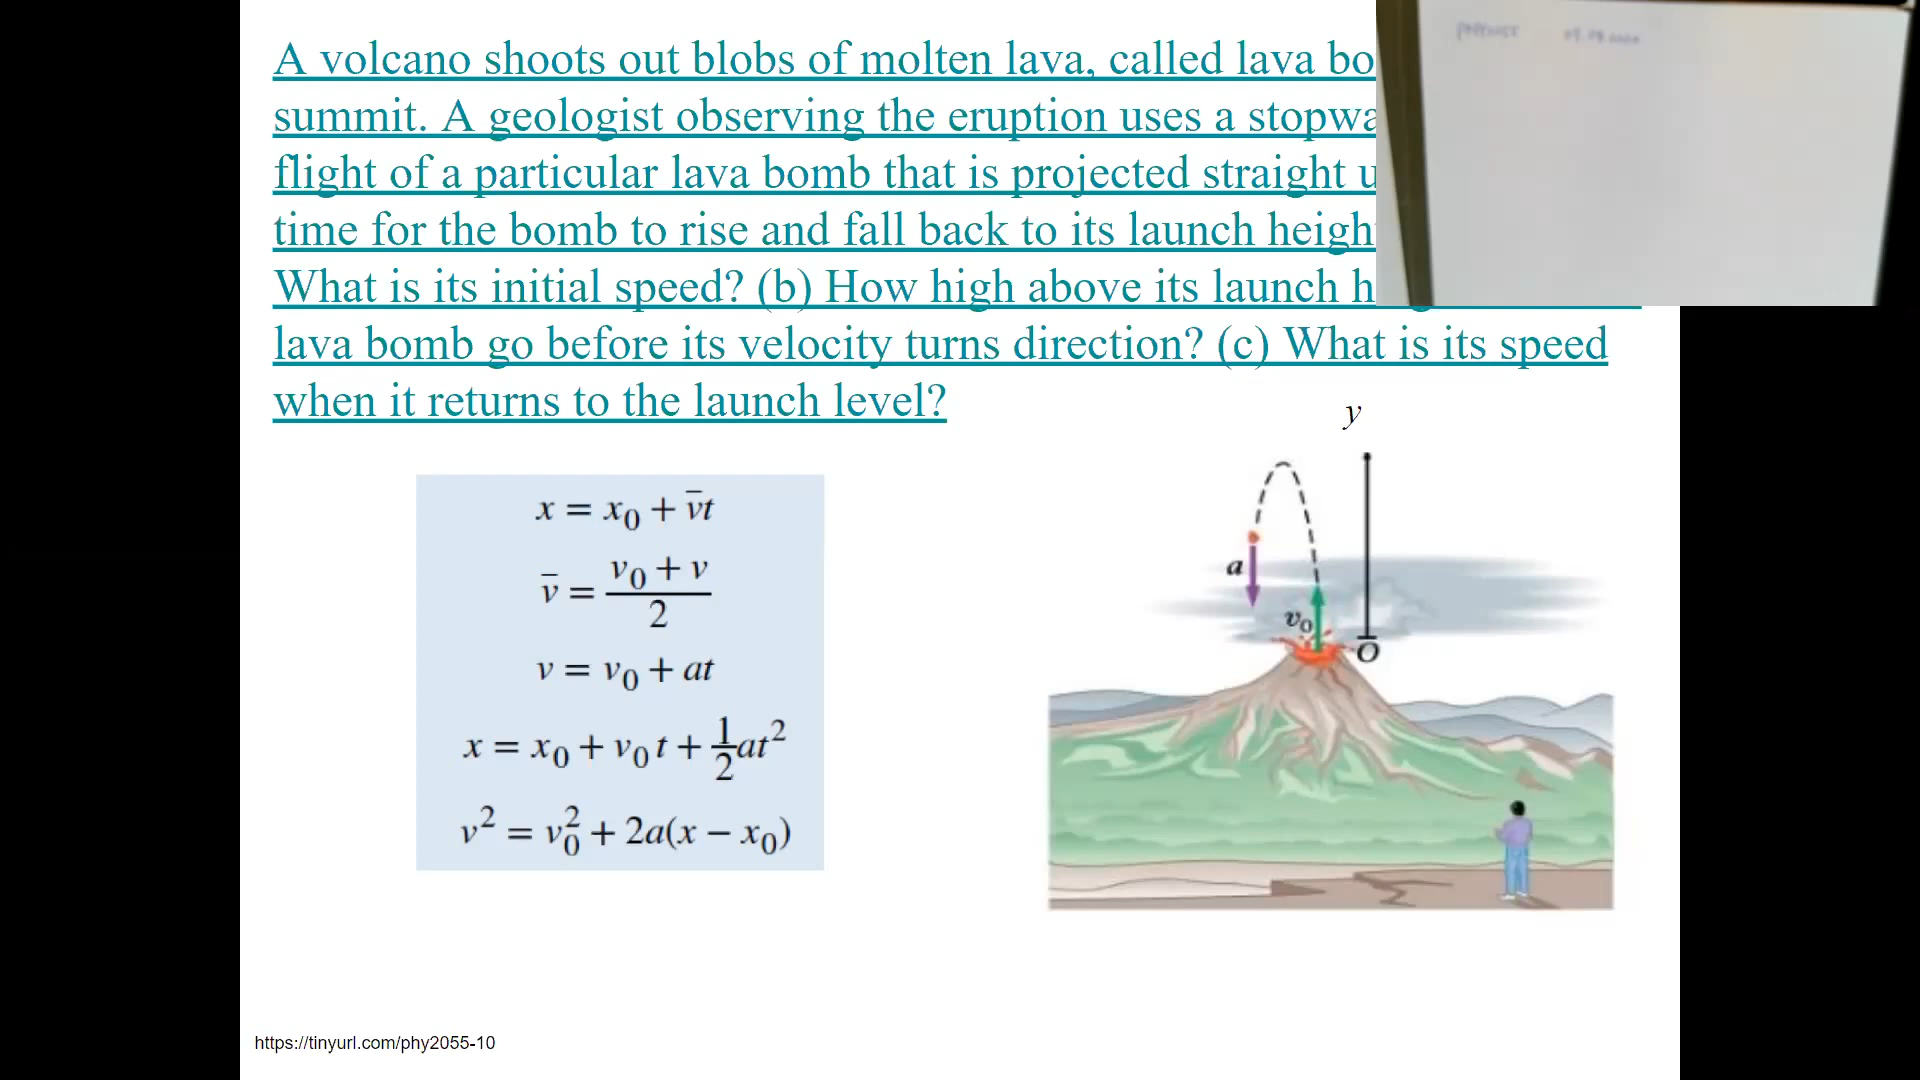 A volcano shoots out blobs of molten lava, called lava
summit. A geologist observing the eruption uses a
flight of a particular lava bomb that is projected straight
time for the bomb to rise and fall back to its launch
What is its initial speed? (b) How high above its launch
lava bomb go before its velocity turns direction? (c) What is its speed
when it returns to the launch level?
y
x = x₀ + v̄t
v̄ = (v₀ + v)/2
v = v₀ + at
x = x₀ + v₀t + ½at²
v² = v₀² + 2a(x − x₀)
a
v₀
O
https://tinyurl.com/phy2055-10